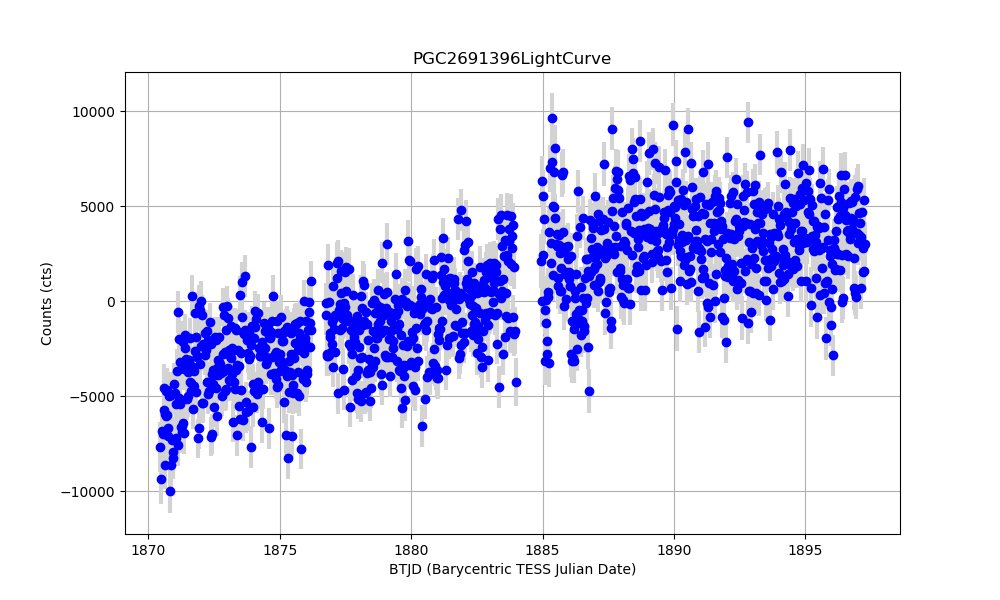 PGC2691396LightCurve
10000
5000
0
−5000
−10000
Counts (cts)
1870 1875 1880 1885 1890 1895
BTJD (Barycentric TESS Julian Date)